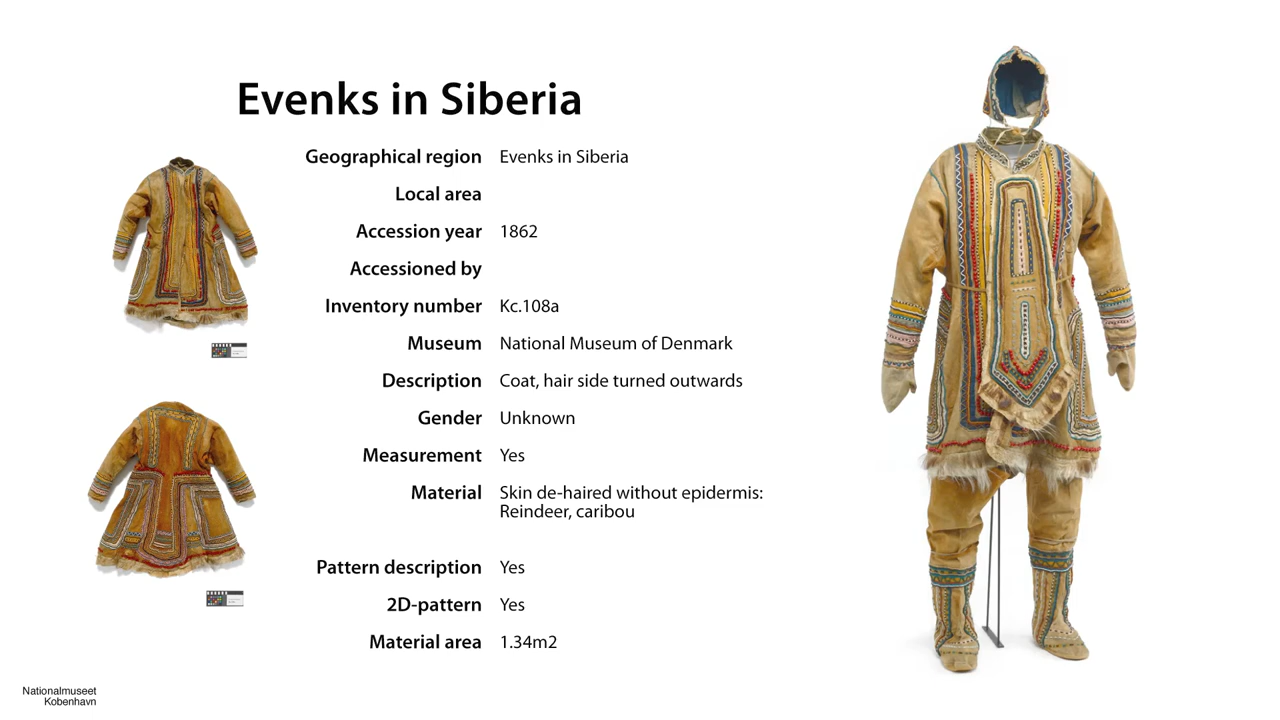 Evenks in Siberia
Geographical region Evenks in Siberia
Local area
Accession year 1862
Accessioned by
Inventory number Kc.108a
Museum National Museum of Denmark
Description Coat, hair side turned outwards
Gender Unknown
Measurement Yes
Material Skin de-haired without epidermis:
Reindeer, caribou
Pattern description Yes
2D-pattern Yes
Material area 1.34m2
Nationalmuseet
Kobenhavn